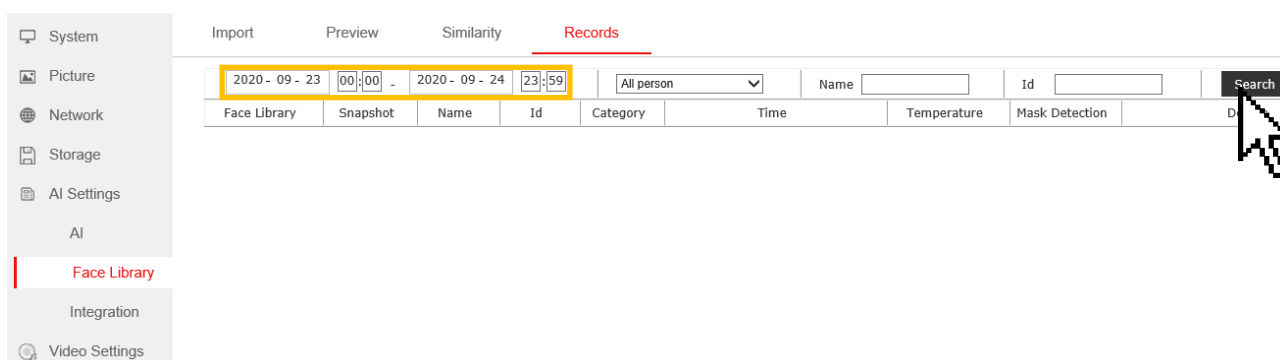 System
Picture
Network
Storage
AI Settings
AI
Face Library
Integration
Video Settings
Import Preview Similarity Records
2020 - 09 - 23 00:00 - 2020 - 09 - 24 23:59 All person Name Id Search
Face Library Snapshot Name Id Category Time Temperature Mask Detection